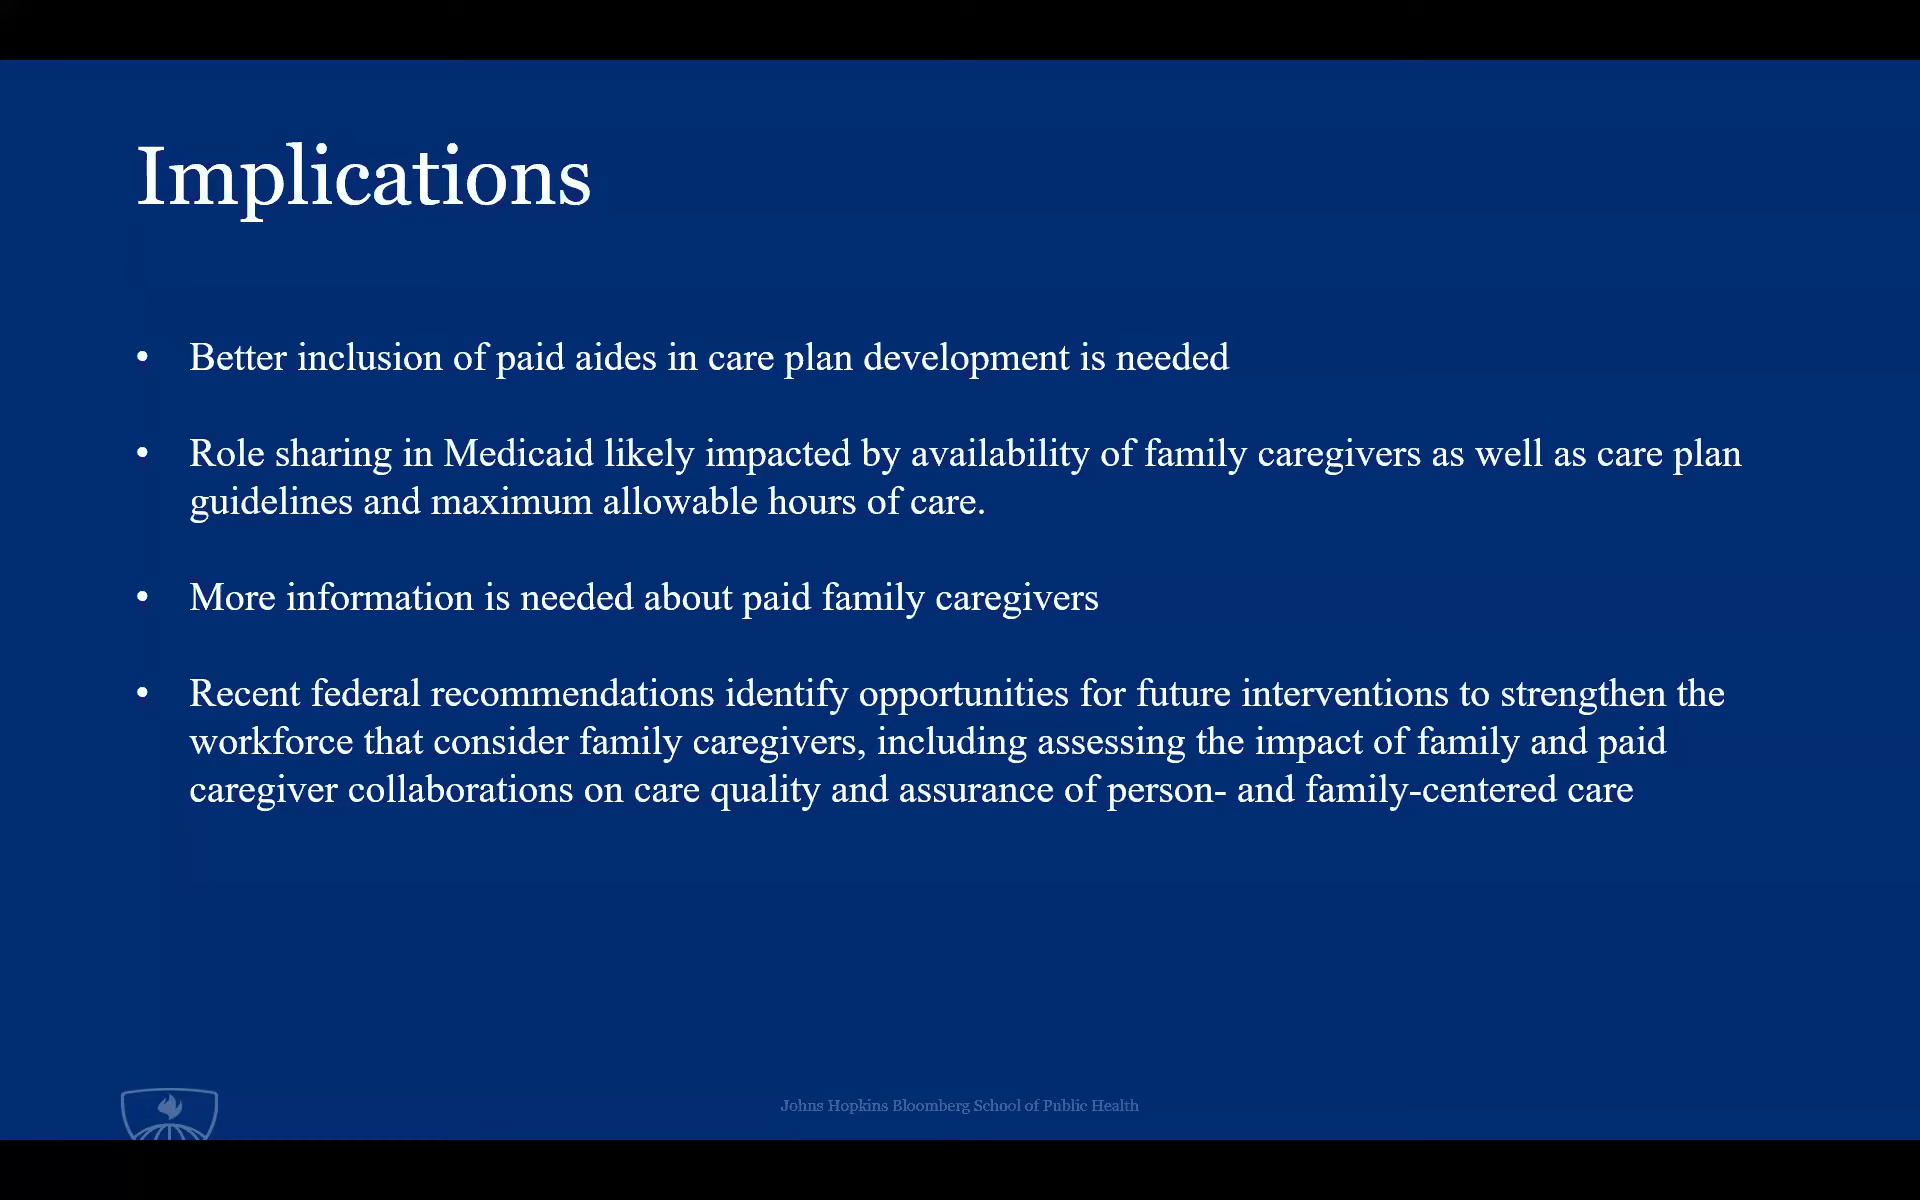 Implications
• Better inclusion of paid aides in care plan development is needed
• Role sharing in Medicaid likely impacted by availability of family caregivers as well as care plan
guidelines and maximum allowable hours of care.
• More information is needed about paid family caregivers
• Recent federal recommendations identify opportunities for future interventions to strengthen the
workforce that consider family caregivers, including assessing the impact of family and paid
caregiver collaborations on care quality and assurance of person- and family-centered care
Johns Hopkins Bloomberg School of Public Health